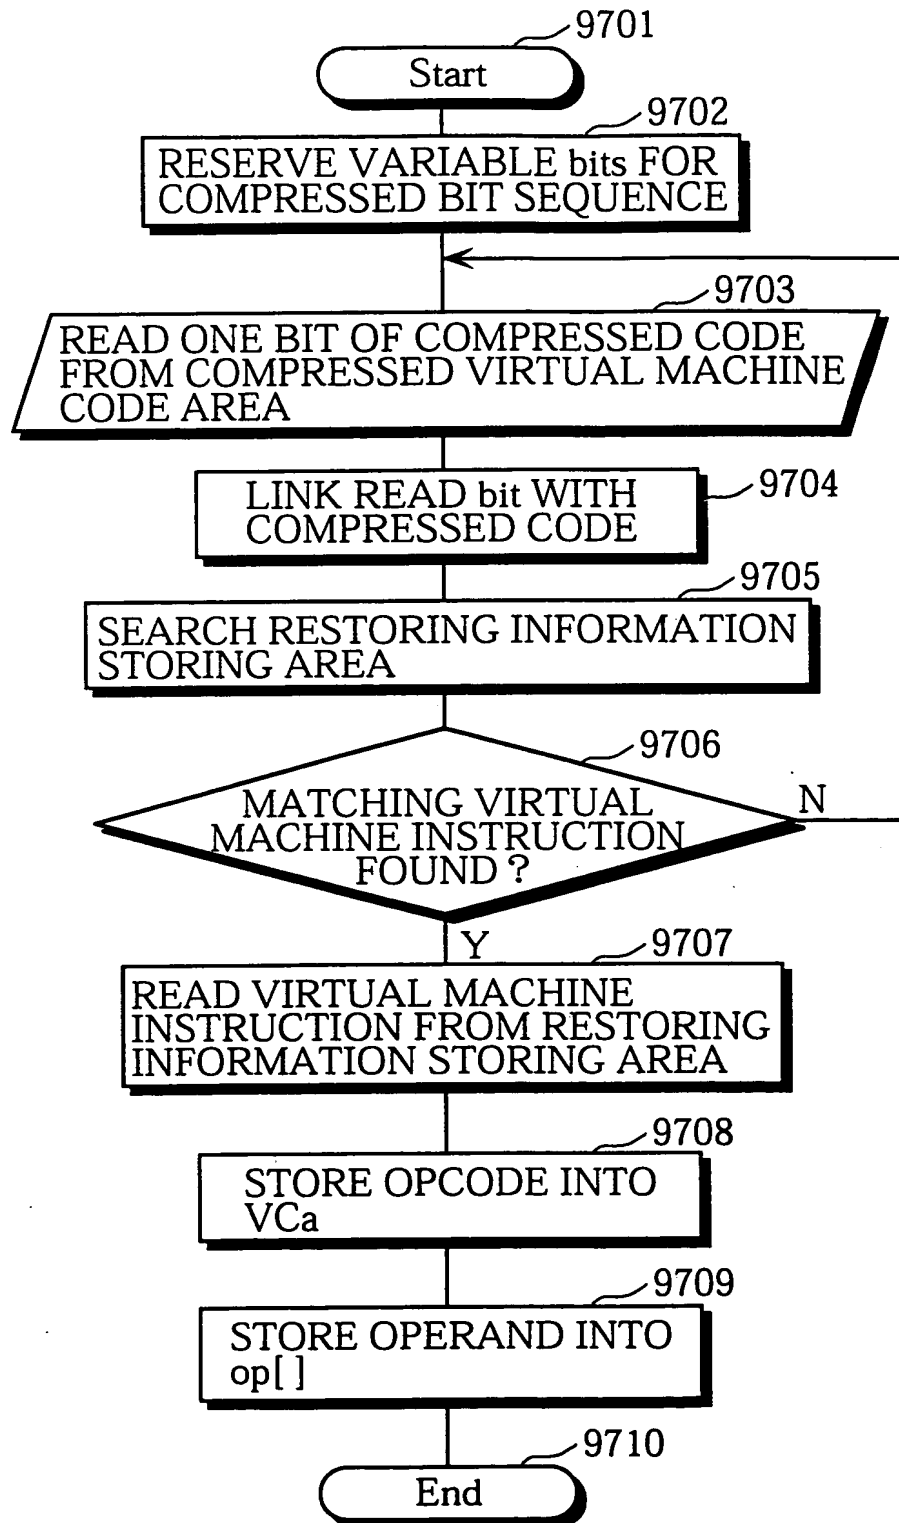 9701
Start
9702
RESERVE VARIABLE bits FOR
COMPRESSED BIT SEQUENCE
9703
READ ONE BIT OF COMPRESSED CODE
FROM COMPRESSED VIRTUAL MACHINE
CODE AREA
9704
LINK READ bit WITH
COMPRESSED CODE
9705
SEARCH RESTORING INFORMATION
STORING AREA
9706
MATCHING VIRTUAL
MACHINE INSTRUCTION
FOUND ?
N
Y
9707
READ VIRTUAL MACHINE
INSTRUCTION FROM RESTORING
INFORMATION STORING AREA
9708
STORE OPCODE INTO
VCa
9709
STORE OPERAND INTO
op[ ]
9710
End